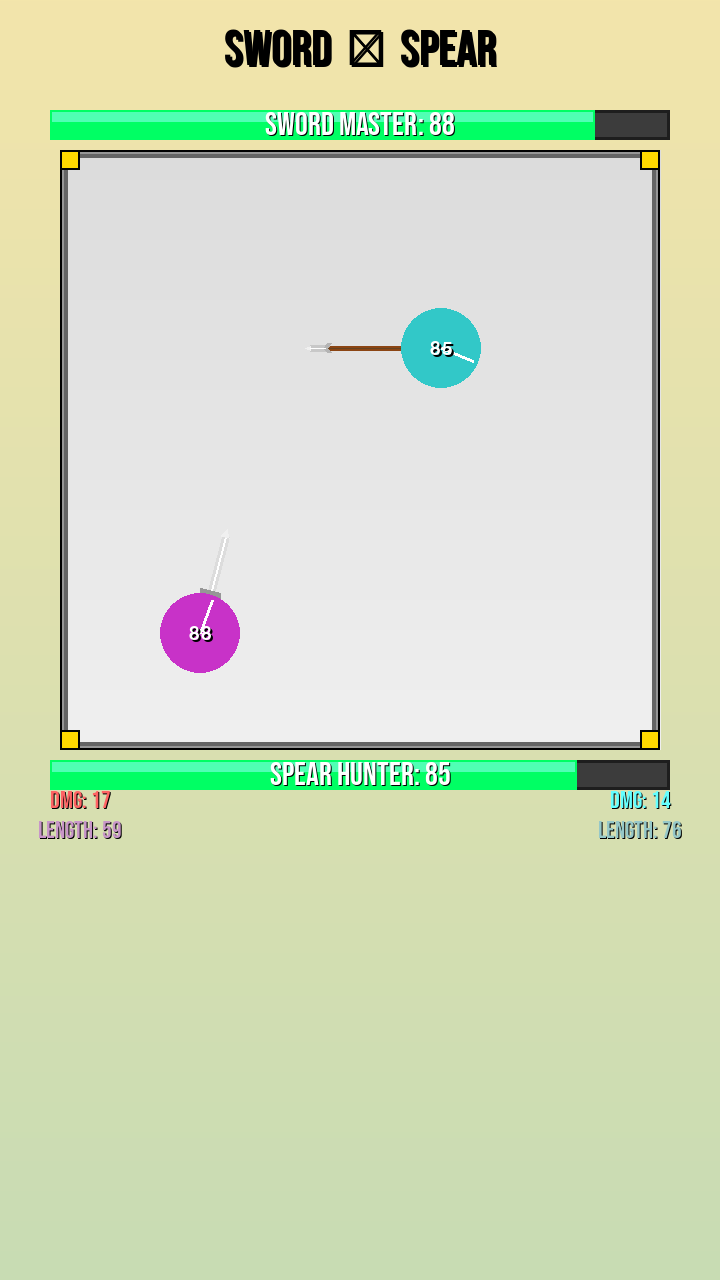 SWORD SPEAR
SWORD MASTER: 88
85
88
SPEAR HUNTER: 85
DMG: 17
DMG: 14
LENGTH: 59
LENGTH: 76